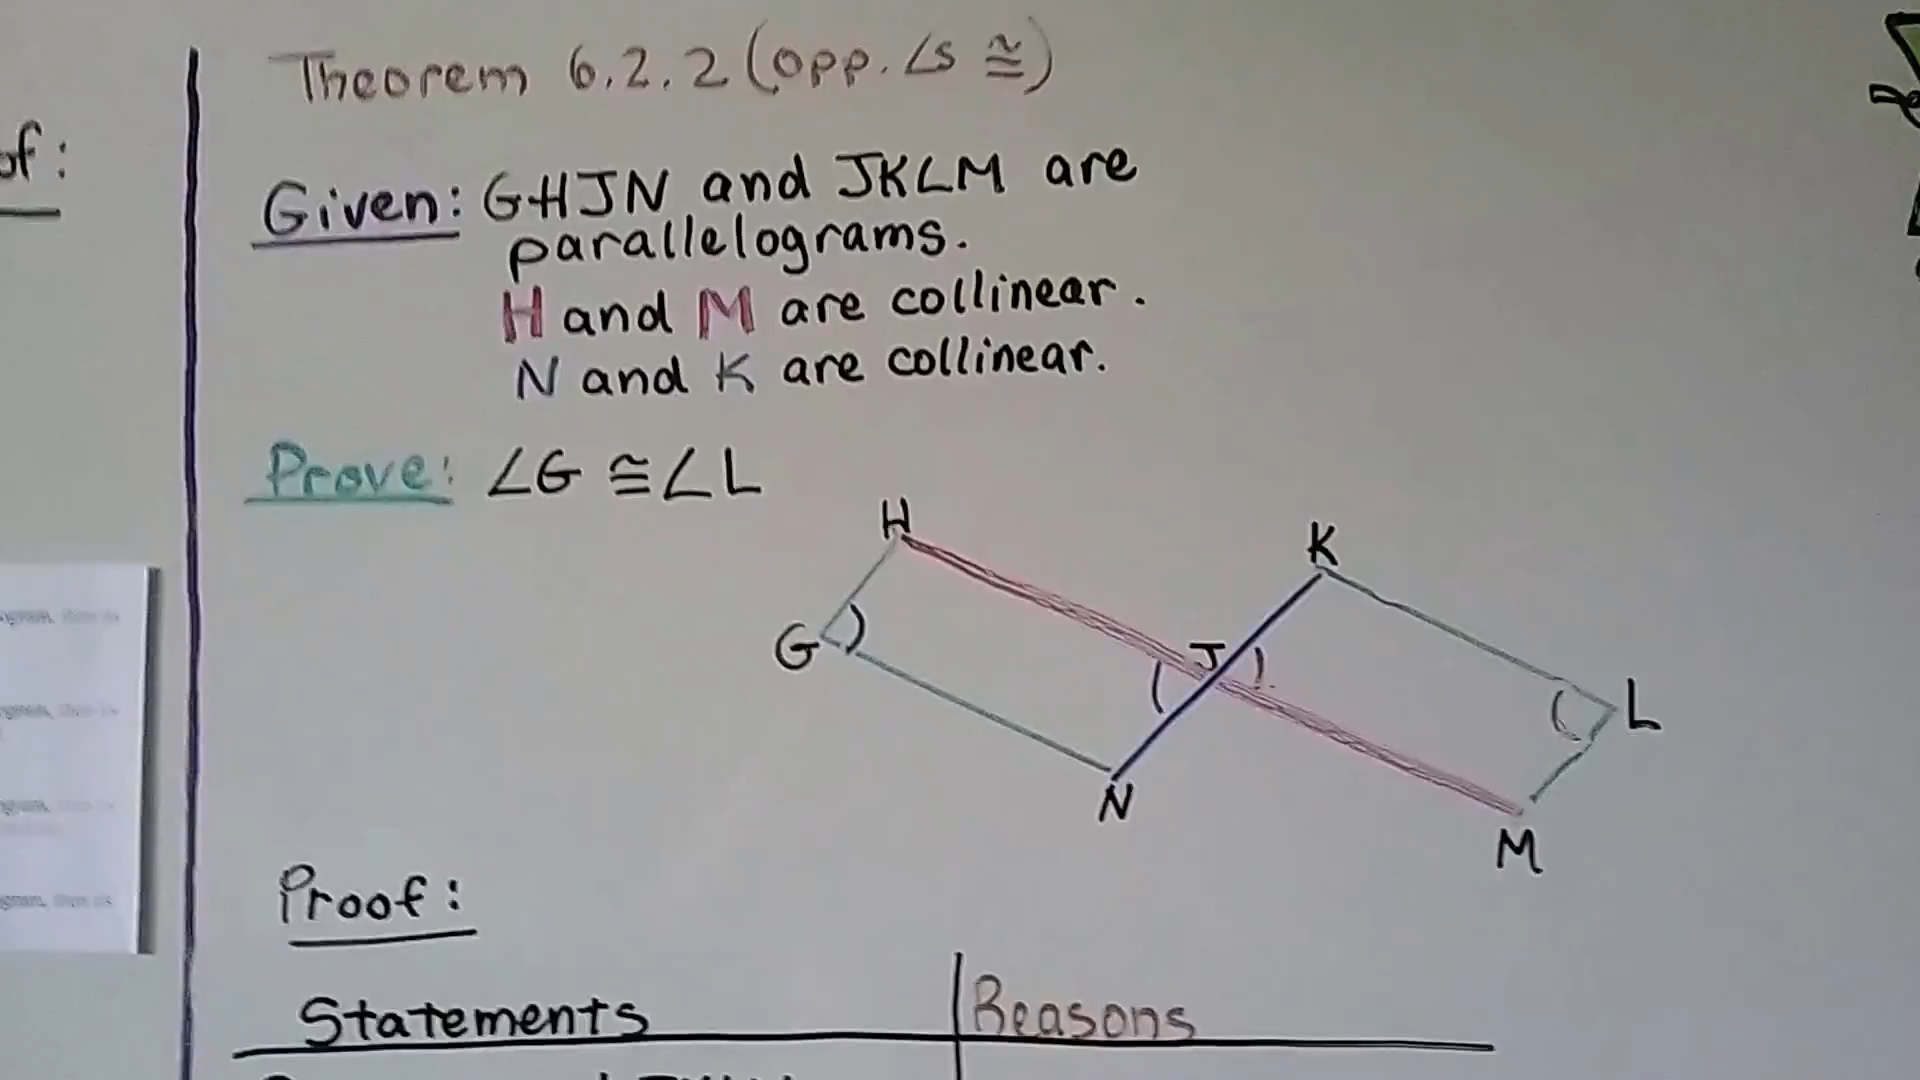 of:
Theorem 6.2.2 (opp. ∠s ≅)
Given: GHJN and JKLM are
parallelograms.
H and M are collinear.
N and K are collinear.
Prove: ∠G ≅ ∠L
H
K
G
J
L
N
M
Proof:
Statements Reasons